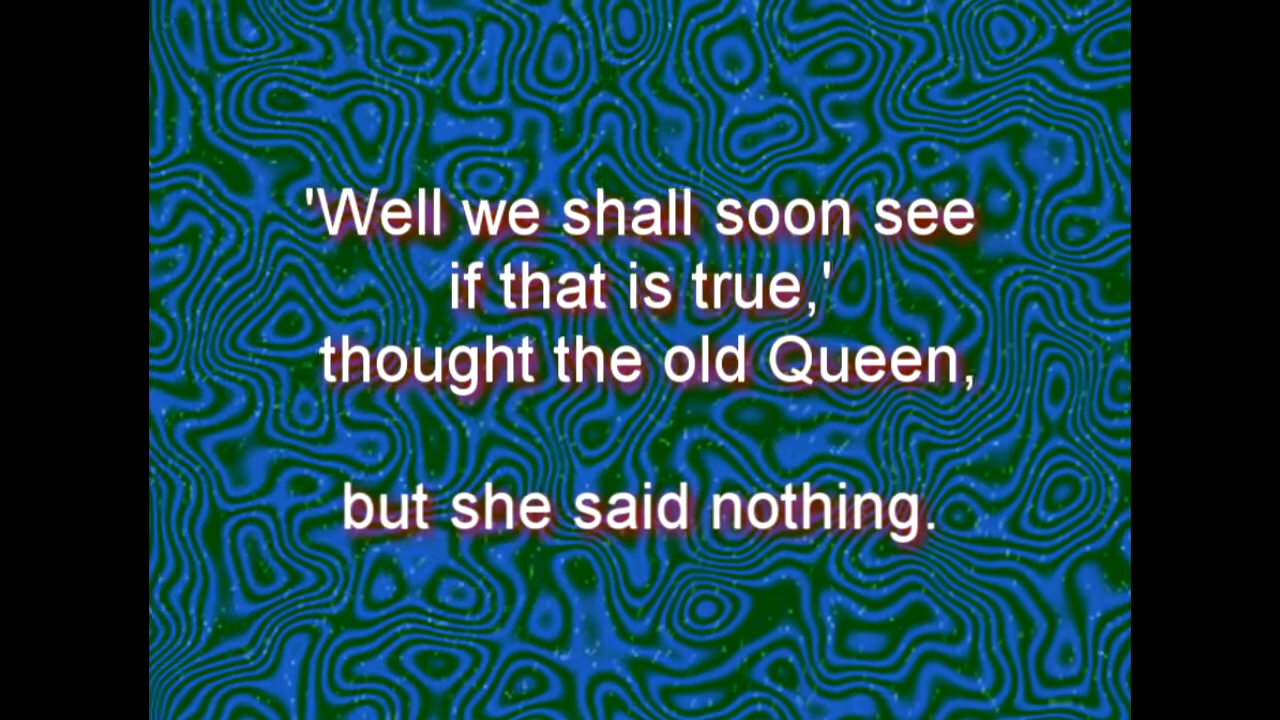 'Well we shall soon see
if that is true,'
thought the old Queen,
but she said nothing.